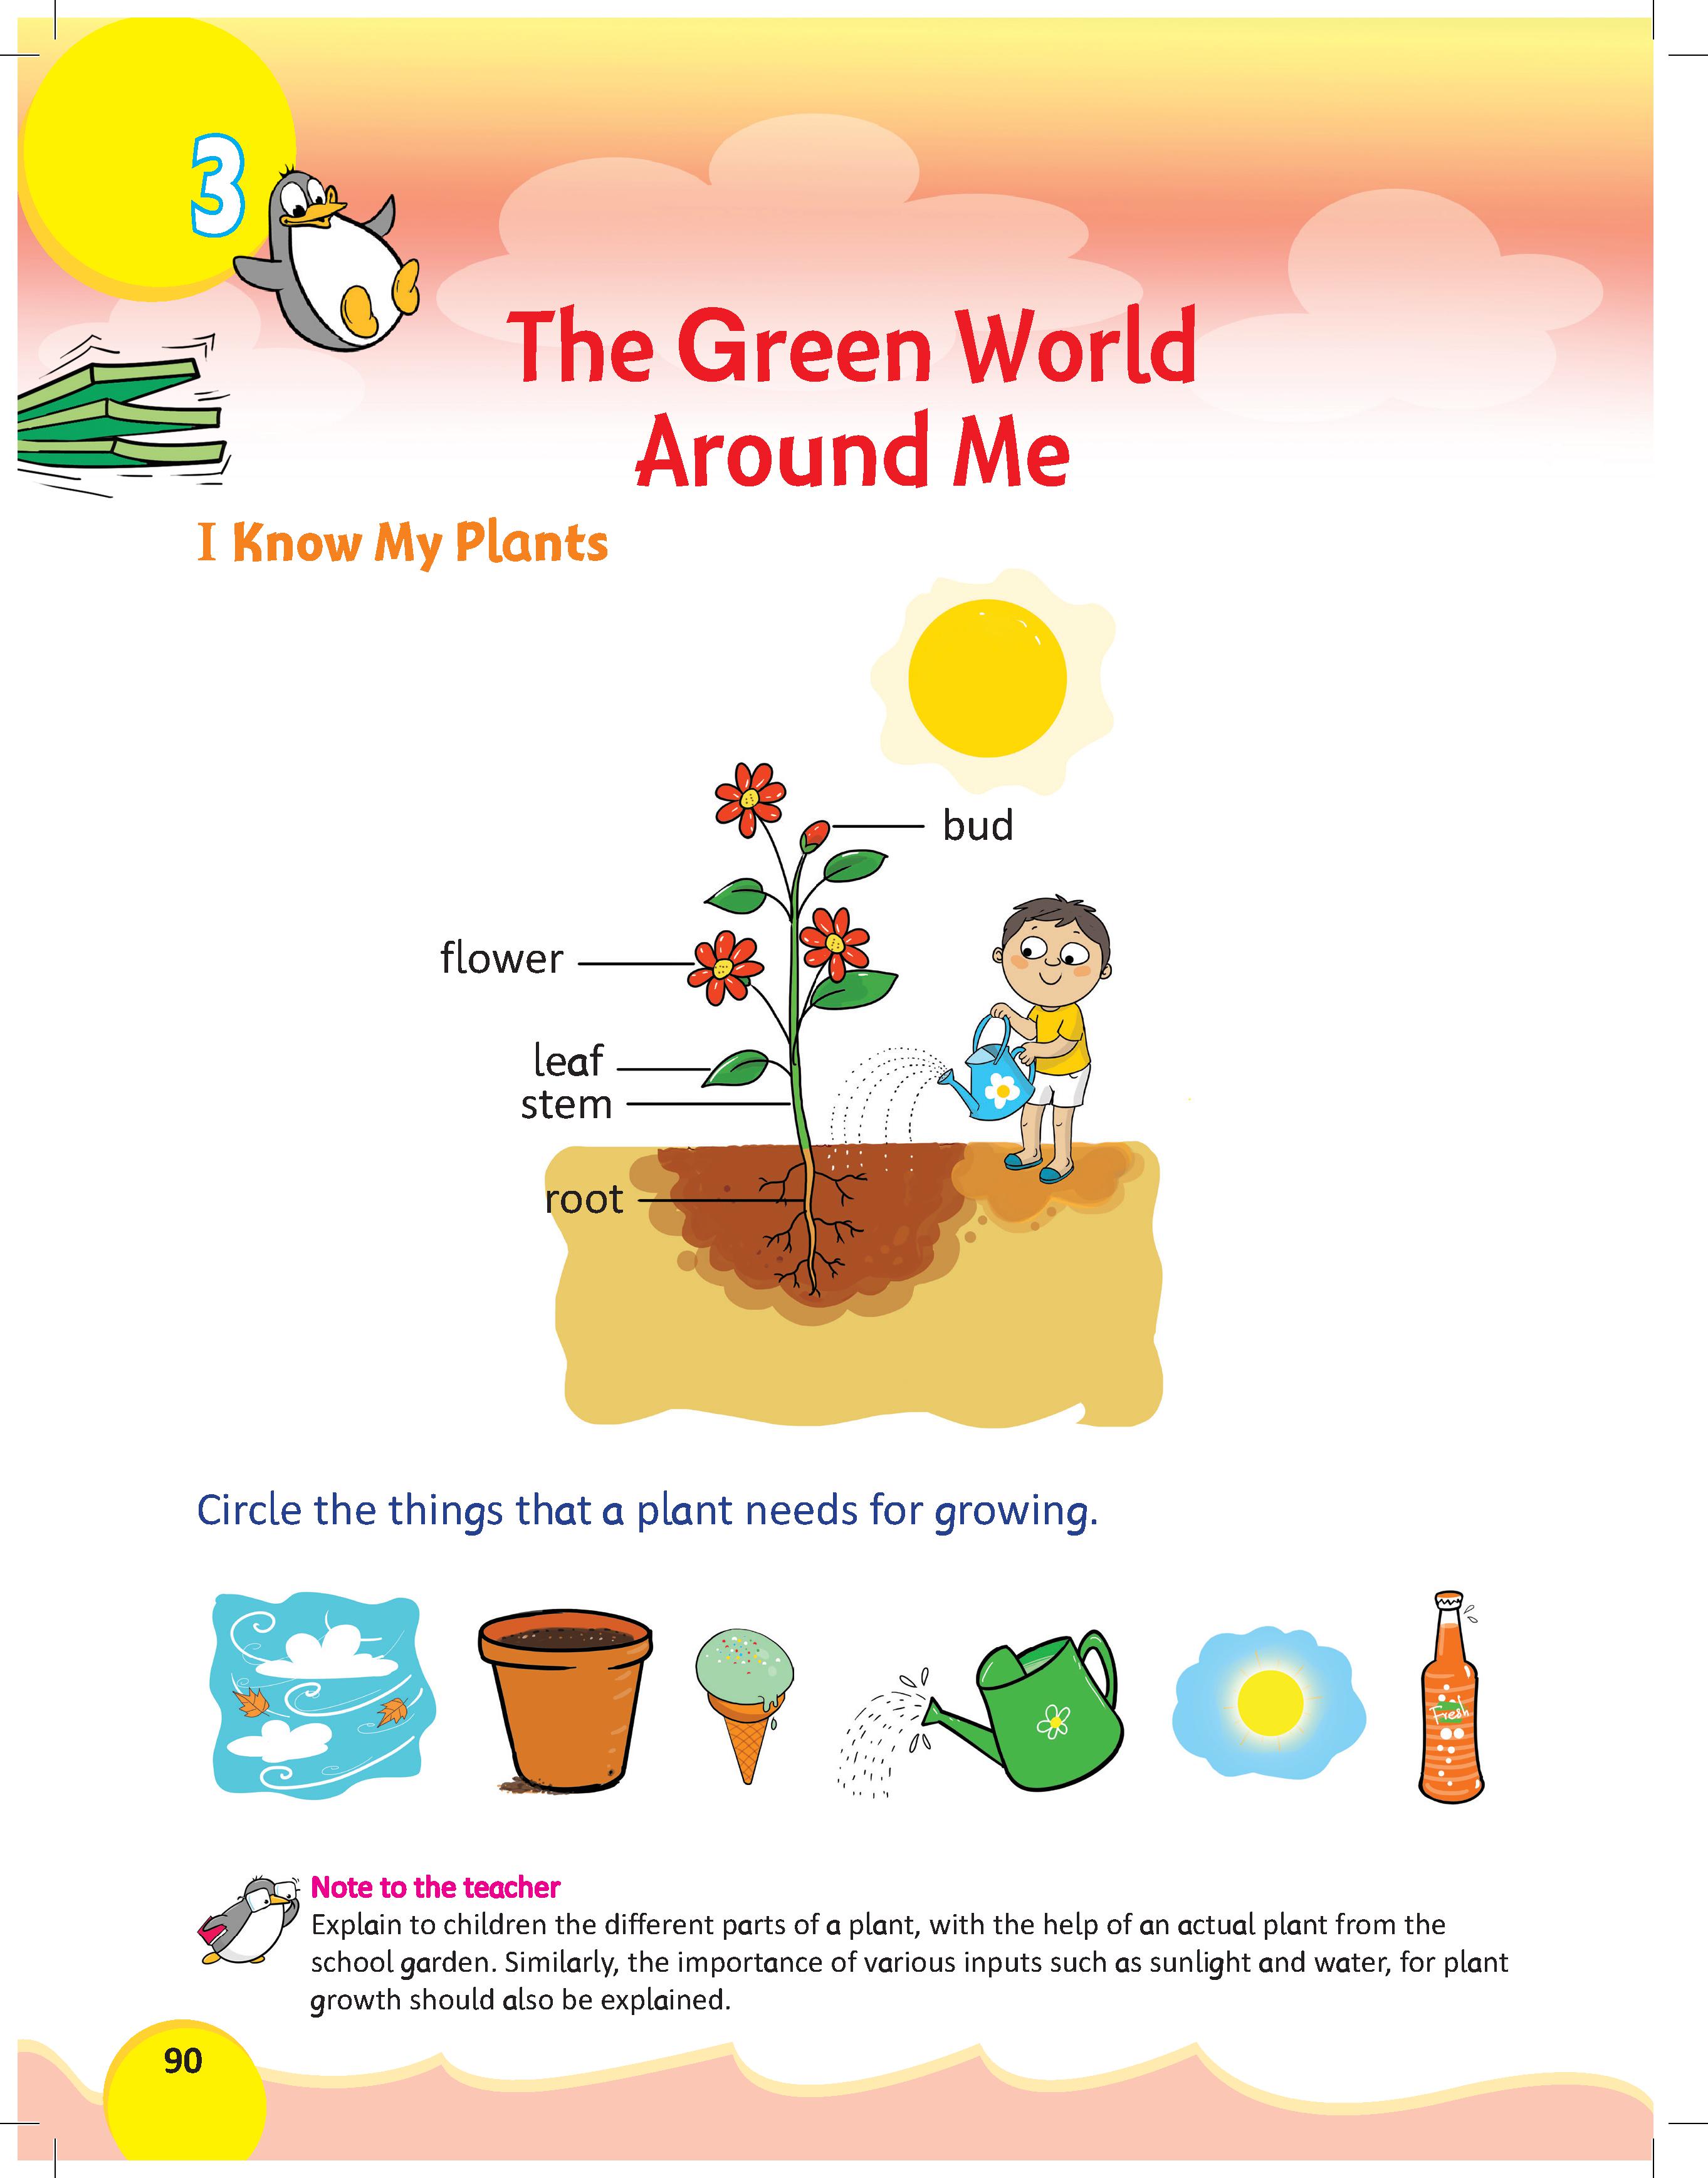 3
The Green World
Around Me
I Know My Plants
bud
flower
leaf
stem
root
Circle the things that a plant needs for growing.
Fresh
Note to the teacher
Explain to children the different parts of a plant, with the help of an actual plant from the
school garden. Similarly, the importance of various inputs such as sunlight and water, for plant
growth should also be explained.
90